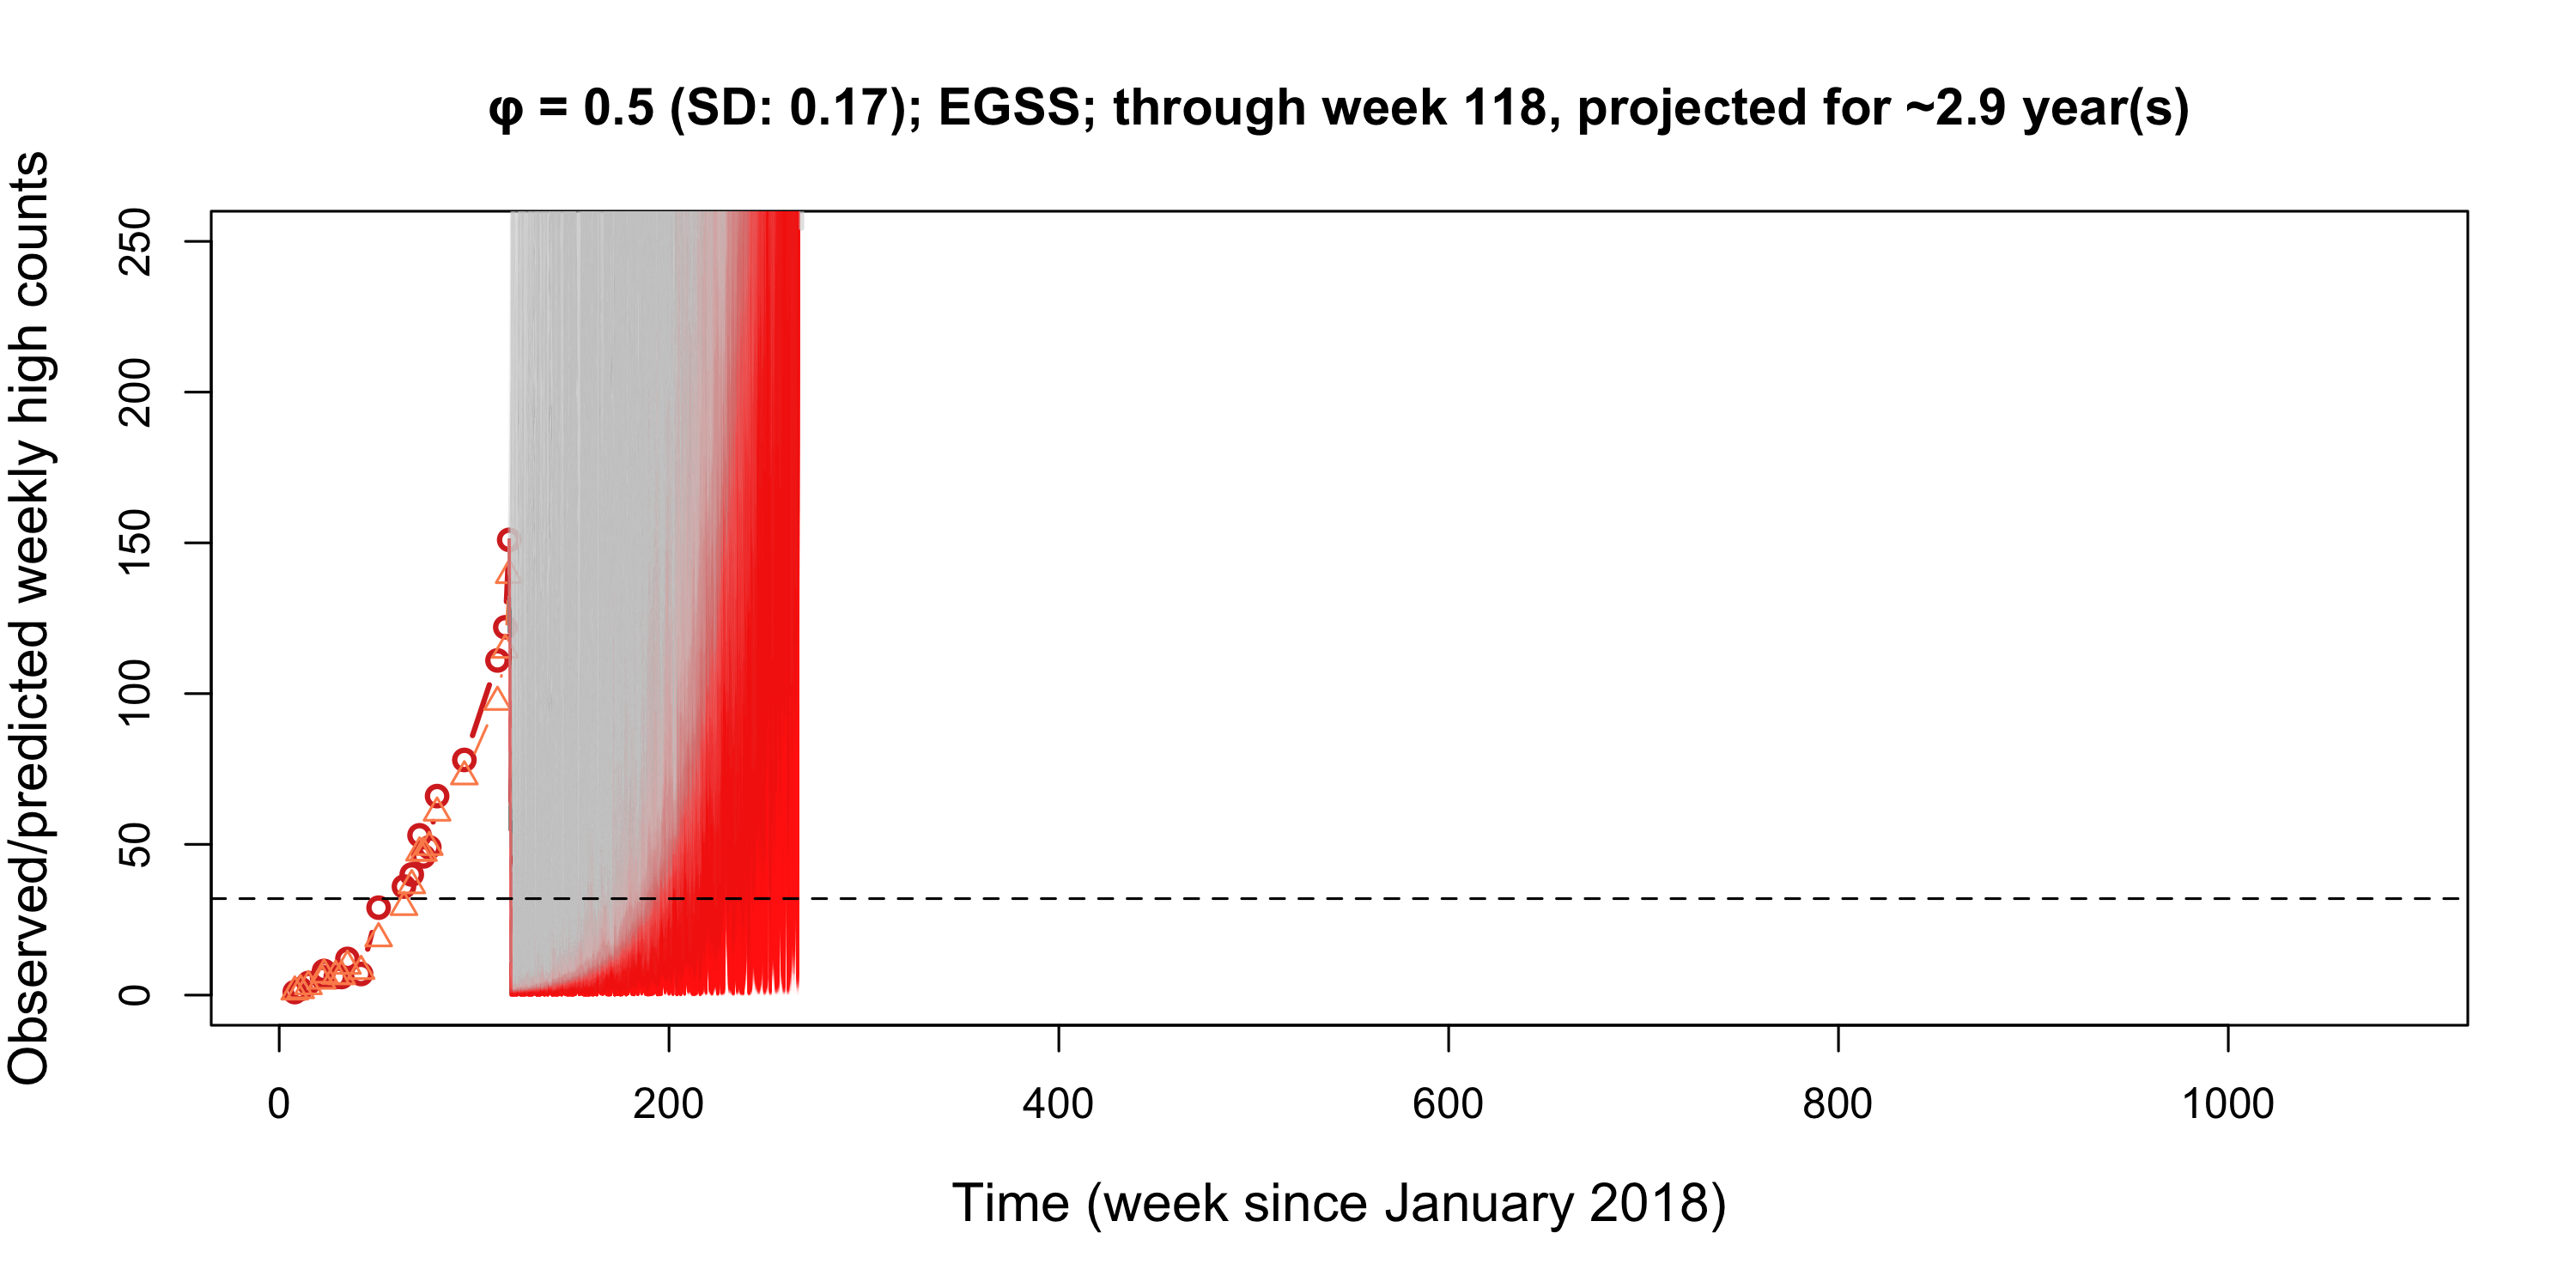 φ = 0.5 (SD: 0.17); EGSS; through week 118, projected for ~2.9 year(s)
Observed/predicted weekly high counts
250
200
150
100
50
0
0 200 400 600 800 1000
Time (week since January 2018)